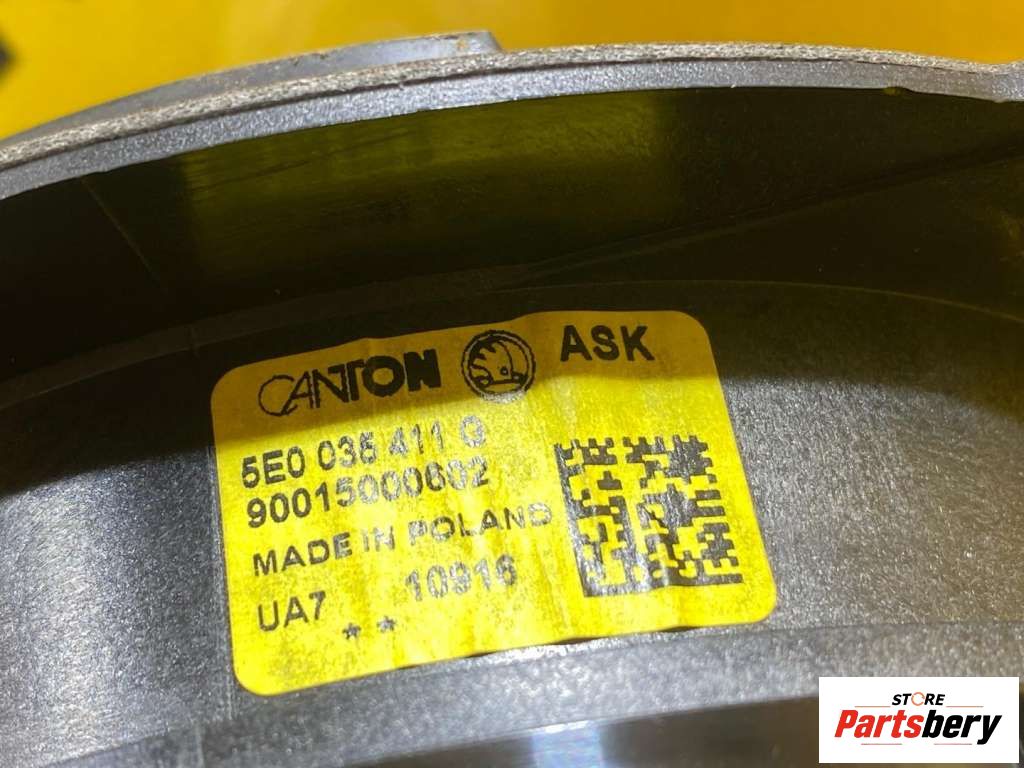 CANTON ASK
5E0 035 411 G
90015000602
MADE IN POLAND
UA7 ** 10916
STORE
Partsbery